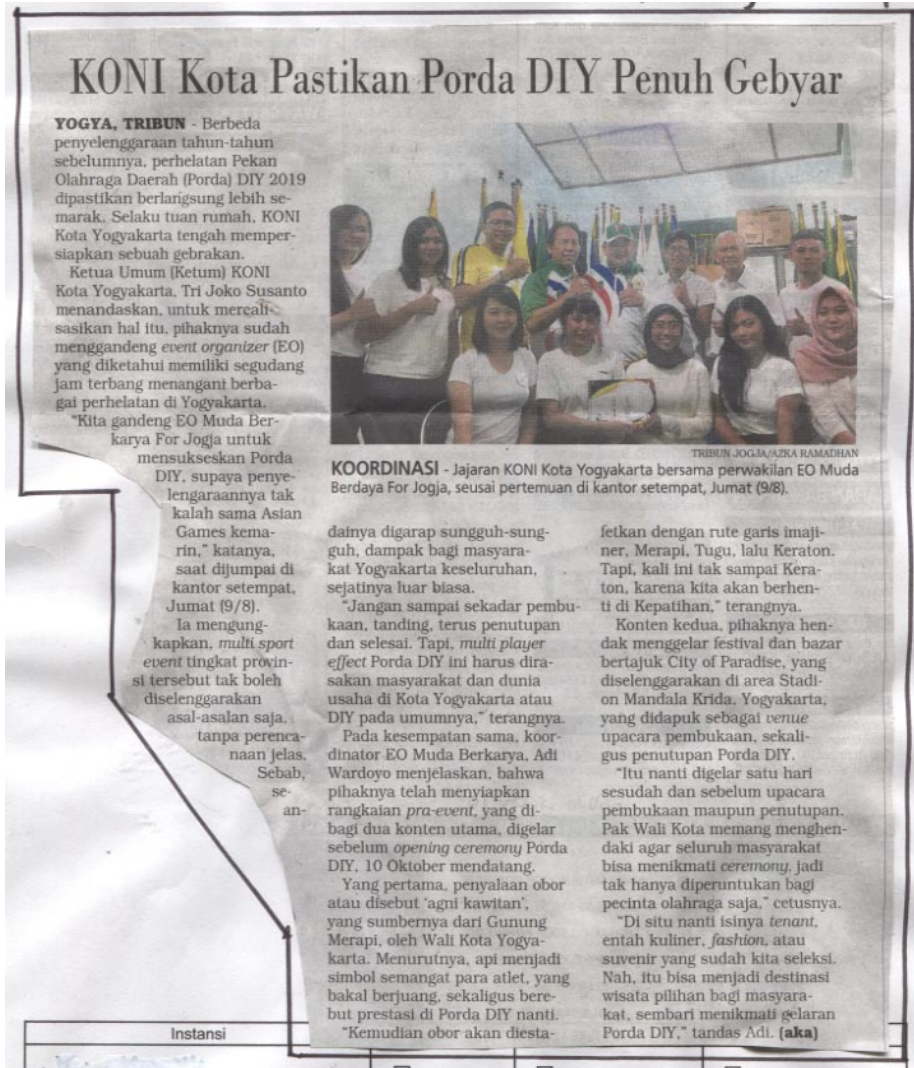 KONI Kota Pastikan Porda DIY Penuh Gebyar
YOGYA, TRIBUN - Berbeda
penyelenggaraan tahun-tahun
sebelumnya, perhelatan Pekan
Olahraga Daerah (Porda) DIY 2019
dipastikan berlangsung lebih se-
marak. Selaku tuan rumah, KONI
Kota Yogyakarta tengah memper-
siapkan sebuah gebrakan.
Ketua Umum (Ketum) KONI
Kota Yogyakarta, Tri Joko Susanto
menandaskan, untuk mereali-
sasikan hal itu, pihaknya sudah
menggandeng event organizer (EO)
yang diketahui memiliki segudang
jam terbang menangani berba-
gai perhelatan di Yogyakarta.
"Kita gandeng EO Muda Ber-
karya For Jogja untuk
mensukseskan Porda
DIY, supaya penye-
lengaraannya tak
kalah sama Asian
Games kema-
rin," katanya,
saat dijumpai di
kantor setempat,
Jumat (9/8).
Ia mengung-
kapkan, multi sport
event tingkat provin-
si tersebut tak boleh
diselenggarakan
asal-asalan saja,
tanpa perenca-
naan jelas.
Sebab,
se-
an-
TRIBUN JOGJA/AZKA RAMADHAN
KOORDINASI - Jajaran KONI Kota Yogyakarta bersama perwakilan EO Muda
Berdaya For Jogja, seusai pertemuan di kantor setempat, Jumat (9/8).
dainya digarap sungguh-sung-
guh, dampak bagi masyara-
kat Yogyakarta keseluruhan,
sejatinya luar biasa.
"Jangan sampai sekadar pembu-
kaan, tanding, terus penutupan
dan selesai. Tapi, multi player
effect Porda DIY ini harus dira-
sakan masyarakat dan dunia
usaha di Kota Yogyakarta atau
DIY pada umumnya," terangnya.
Pada kesempatan sama, koor-
dinator EO Muda Berkarya, Adi
Wardoyo menjelaskan, bahwa
pihaknya telah menyiapkan
rangkaian pra-event, yang di-
bagi dua konten utama, digelar
sebelum opening ceremony Porda
DIY, 10 Oktober mendatang.
Yang pertama, penyalaan obor
atau disebut 'agni kawitan',
yang sumbernya dari Gunung
Merapi, oleh Wali Kota Yogya-
karta. Menurutnya, api menjadi
simbol semangat para atlet, yang
bakal berjuang, sekaligus bere-
but prestasi di Porda DIY nanti.
"Kemudian obor akan diesta-
fetkan dengan rute garis imaji-
ner, Merapi, Tugu, lalu Keraton.
Tapi, kali ini tak sampai Kera-
ton, karena kita akan berhen-
ti di Kepatihan," terangnya.
Konten kedua, pihaknya hen-
dak menggelar festival dan bazar
bertajuk City of Paradise, yang
diselenggarakan di area Stadi-
on Mandala Krida, Yogyakarta,
yang didapuk sebagai venue
upacara pembukaan, sekali-
gus penutupan Porda DIY.
"Itu nanti digelar satu hari
sesudah dan sebelum upacara
pembukaan maupun penutupan.
Pak Wali Kota memang menghen-
daki agar seluruh masyarakat
bisa menikmati ceremony, jadi
tak hanya diperuntukan bagi
pecinta olahraga saja," cetusnya.
"Di situ nanti isinya tenant,
entah kuliner, fashion, atau
suvenir yang sudah kita seleksi.
Nah, itu bisa menjadi destinasi
wisata pilihan bagi masyara-
kat, sembari menikmati gelaran
Porda DIY," tandas Adi. (aka)
Instansi